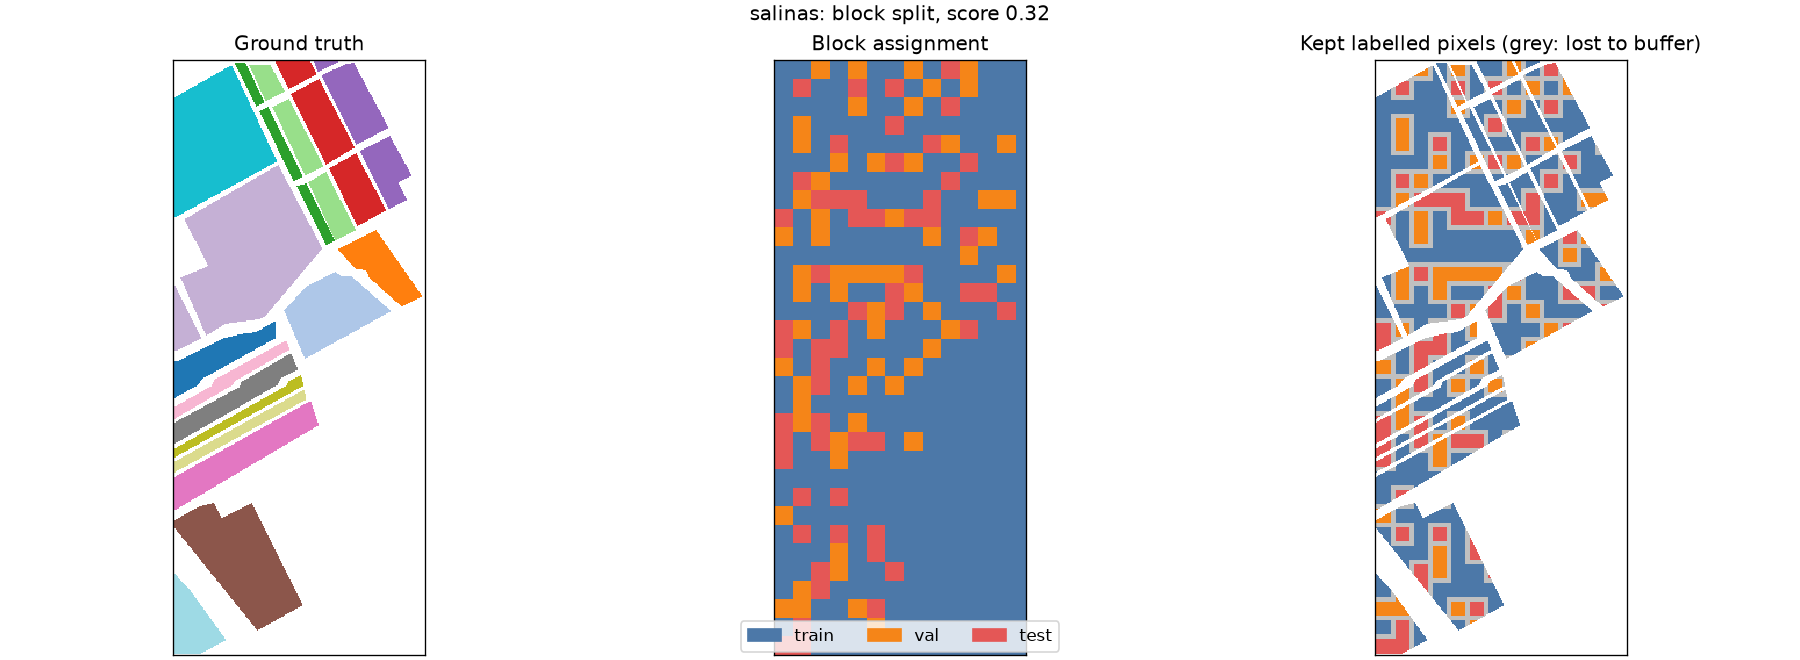 salinas: block split, score 0.32
Ground truth
Block assignment
Kept labelled pixels (grey: lost to buffer)
train
val
test